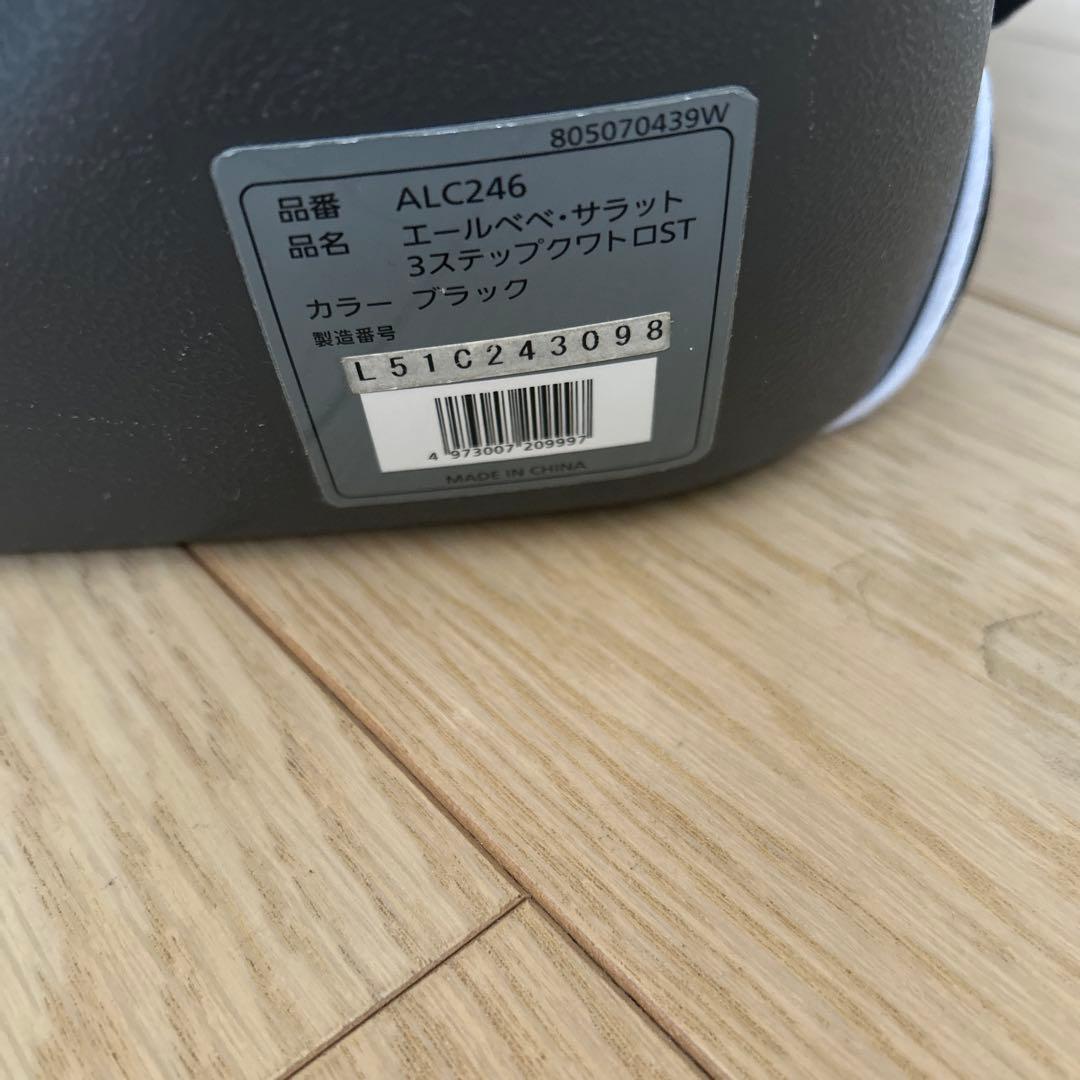 805070439W
品番 ALC246
品名 エールベベ・サラット
3ステップクワトロST
カラー ブラック
製造番号
L51C243098
4 973007 209997
MADE IN CHINA